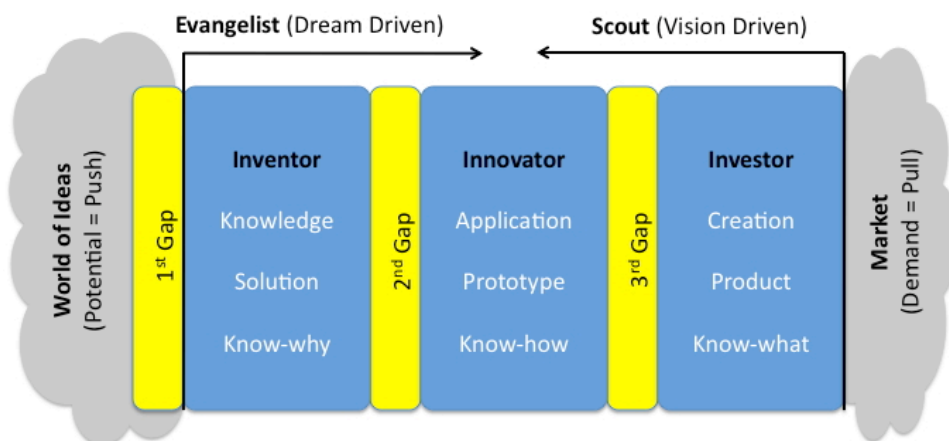 Evangelist (Dream Driven)
Scout (Vision Driven)
World of Ideas
(Potential = Push)
1st Gap
Inventor
Knowledge
Solution
Know-why
2nd Gap
Innovator
Application
Prototype
Know-how
3rd Gap
Investor
Creation
Product
Know-what
Market
(Demand = Pull)